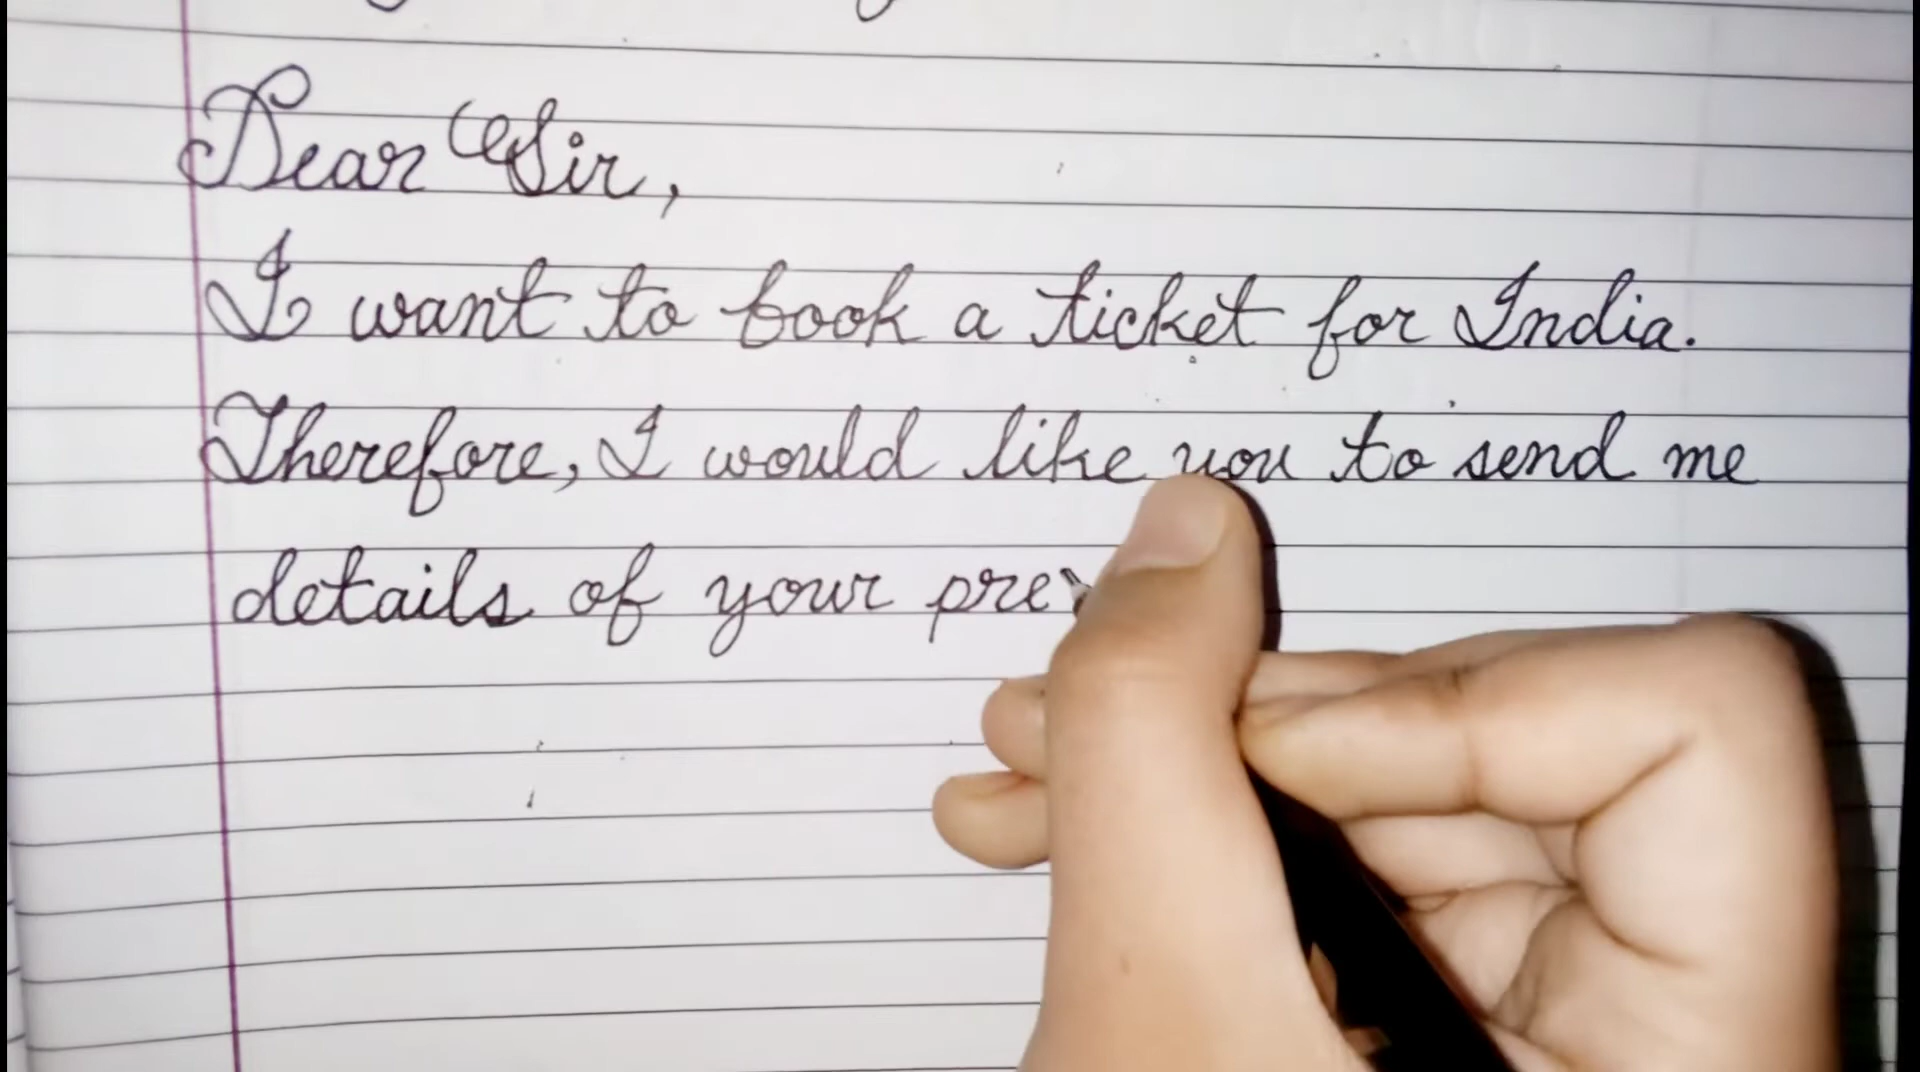 Dear Sir,
I want to book a ticket for India.
Therefore, I would like you to send me
details of your pre